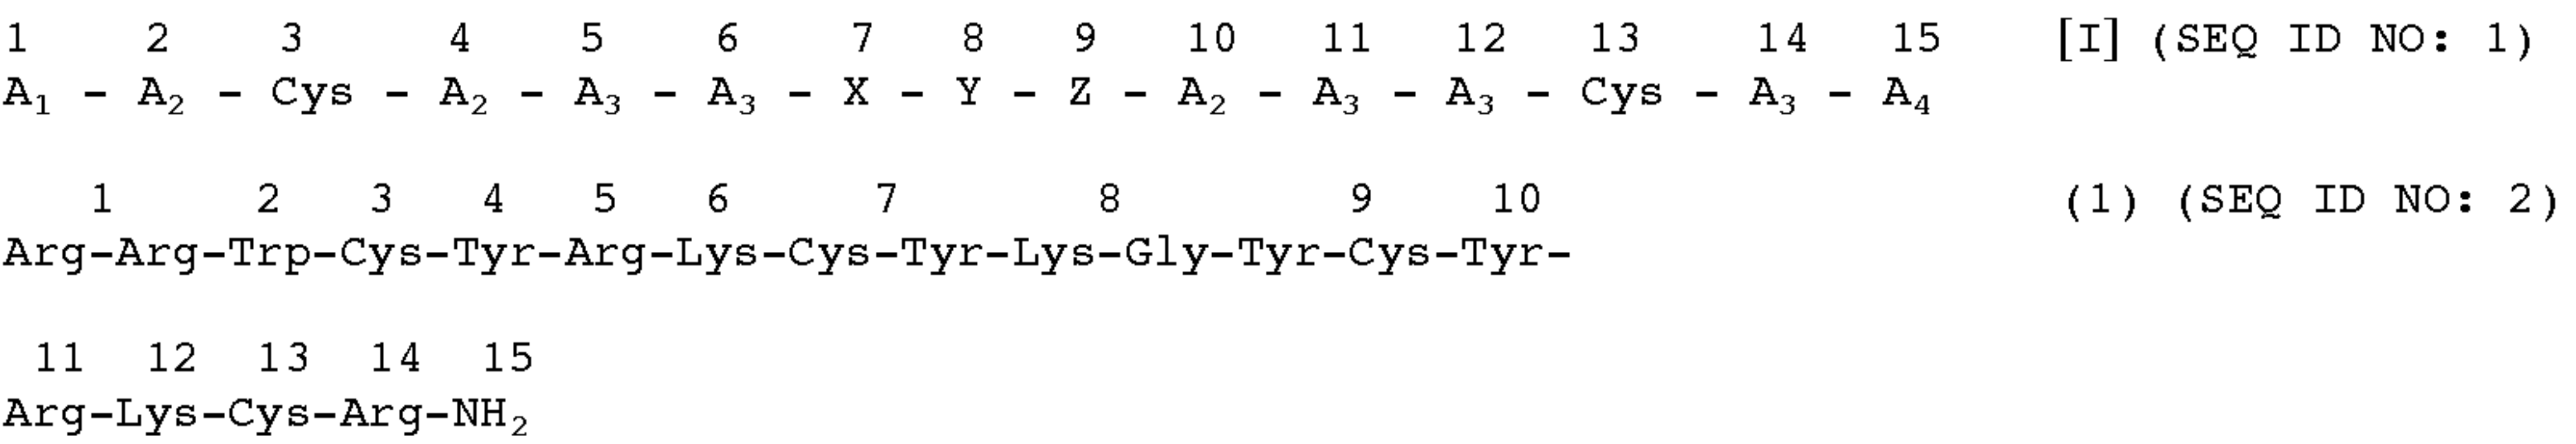 1 2 3 4 5 6 7 8 9 10 11 12 13 14 15 [I] (SEQ ID NO: 1)
A₁ – A₂ – Cys – A₂ – A₃ – A₃ – X – Y – Z – A₂ – A₃ – A₃ – Cys – A₃ – A₄
1 2 3 4 5 6 7 8 9 10 (1) (SEQ ID NO: 2)
Arg–Arg–Trp–Cys–Tyr–Arg–Lys–Cys–Tyr–Lys–Gly–Tyr–Cys–Tyr–
11 12 13 14 15
Arg–Lys–Cys–Arg–NH₂